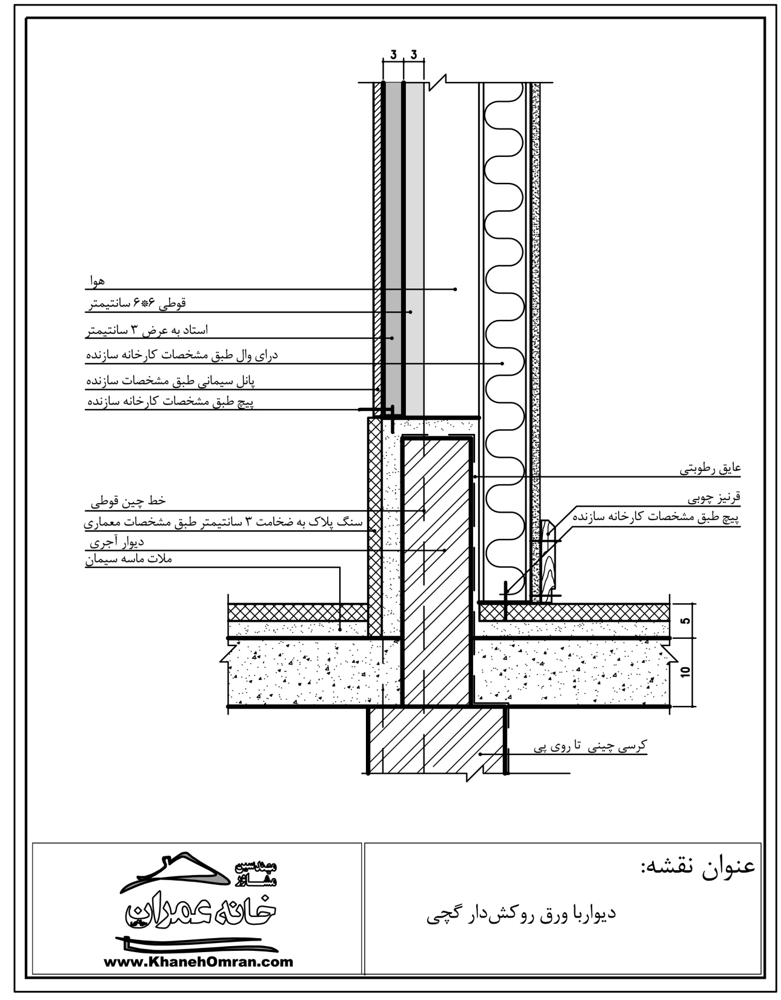 3 3
هوا
قوطی ۶*۶ سانتیمتر
استاد به عرض ۳ سانتیمتر
درای وال طبق مشخصات کارخانه سازنده
پانل سیمانی طبق مشخصات سازنده
پیچ طبق مشخصات کارخانه سازنده
عایق رطوبتی
قرنیز چوبی
پیچ طبق مشخصات کارخانه سازنده
خط چین قوطی
سنگ پلاک به ضخامت ۳ سانتیمتر طبق مشخصات معماری
دیوار آجری
ملات ماسه سیمان
5
10
کرسی چینی تا روی پی
عنوان نقشه:
دیواربا ورق روکش‌دار گچی
مهندسین
مشاور
خانه عمران
www.KhanehOmran.com